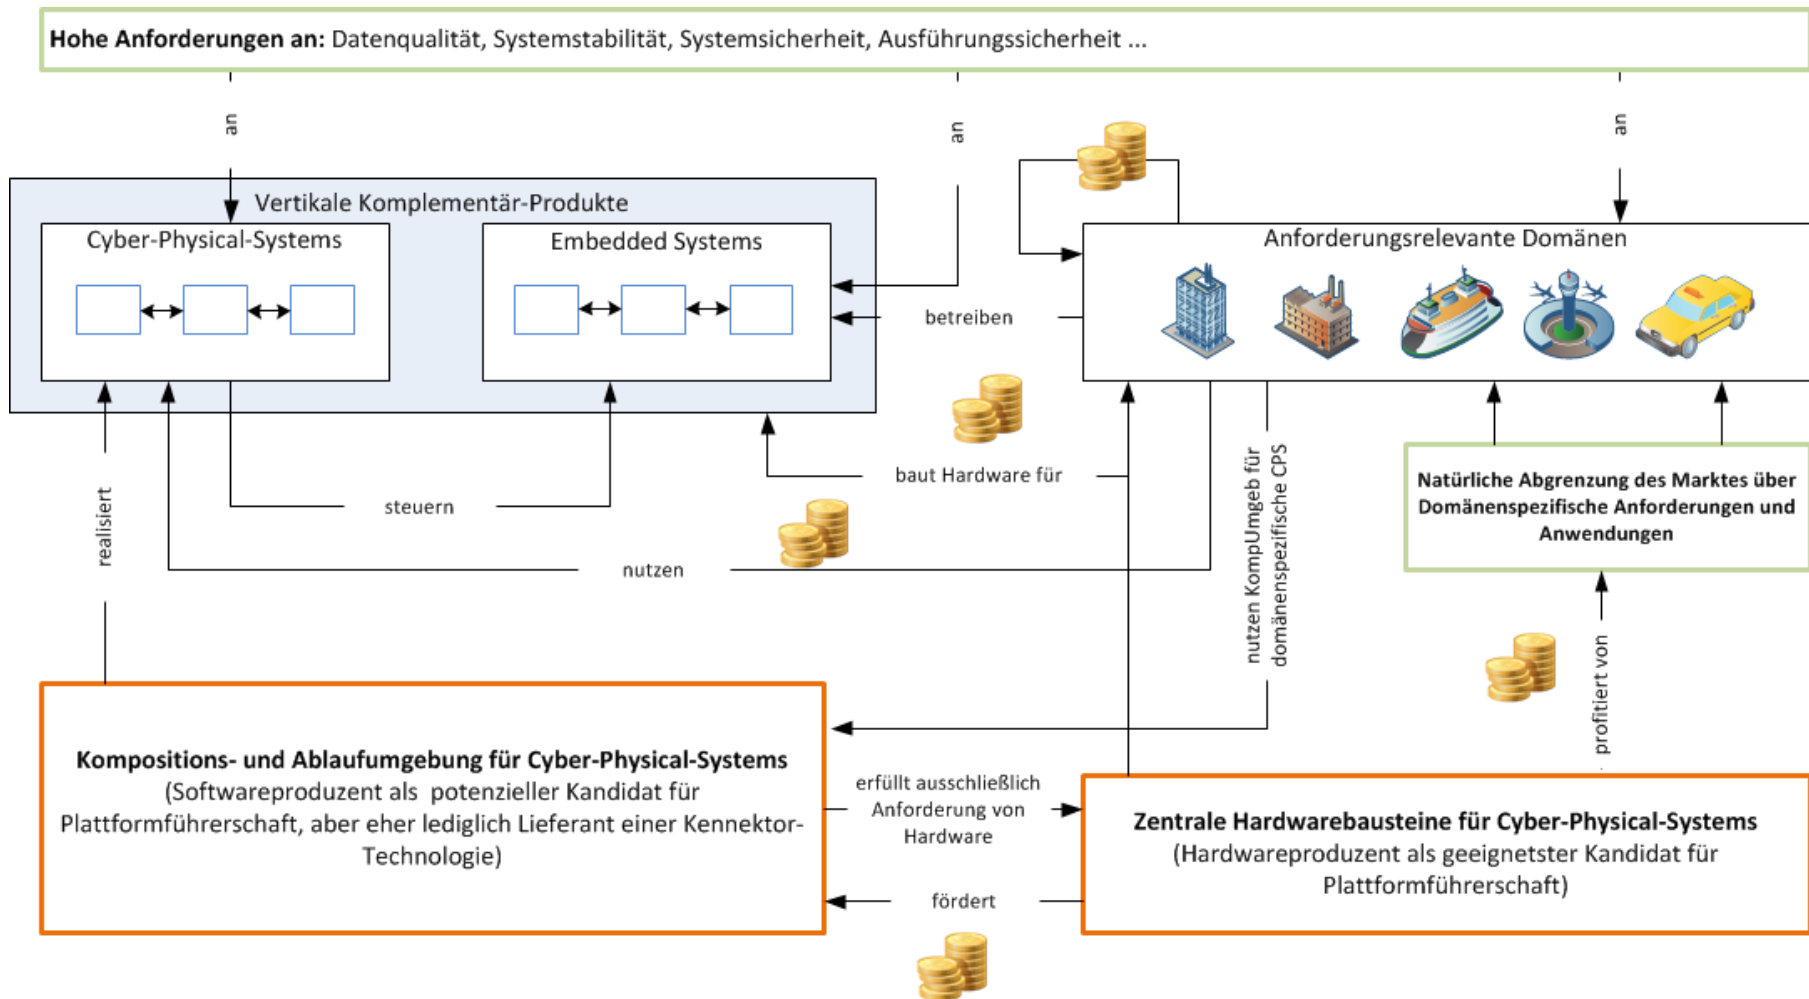 Hohe Anforderungen an: Datenqualität, Systemstabilität, Systemsicherheit, Ausführungssicherheit ...
an
an
an
Vertikale Komplementär-Produkte
Cyber-Physical-Systems
Embedded Systems
Anforderungsrelevante Domänen
betreiben
baut Hardware für
steuern
nutzen
realisiert
nutzen KompUmgeb für
domänenspezifische CPS
Natürliche Abgrenzung des Marktes über
Domänenspezifische Anforderungen und
Anwendungen
profitiert von
Kompositions- und Ablaufumgebung für Cyber-Physical-Systems
(Softwareproduzent als potenzieller Kandidat für
Plattformführerschaft, aber eher lediglich Lieferant einer Kennektor-
Technologie)
erfüllt ausschließlich
Anforderung von
Hardware
fördert
Zentrale Hardwarebausteine für Cyber-Physical-Systems
(Hardwareproduzent als geeignetster Kandidat für
Plattformführerschaft)